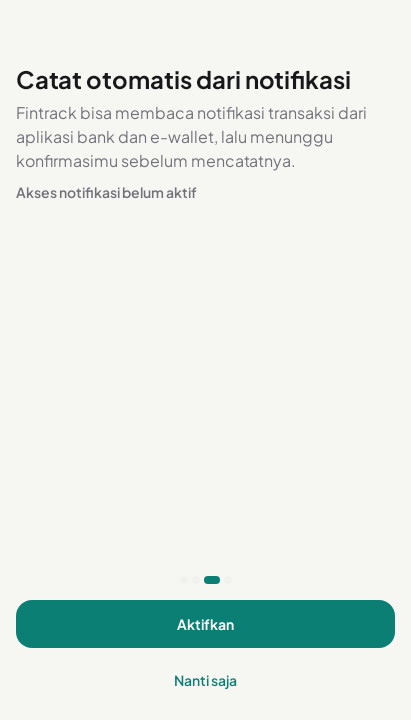 Catat otomatis dari notifikasi
Fintrack bisa membaca notifikasi transaksi dari
aplikasi bank dan e-wallet, lalu menunggu
konfirmasimu sebelum mencatatnya.
Akses notifikasi belum aktif
Aktifkan
Nanti saja